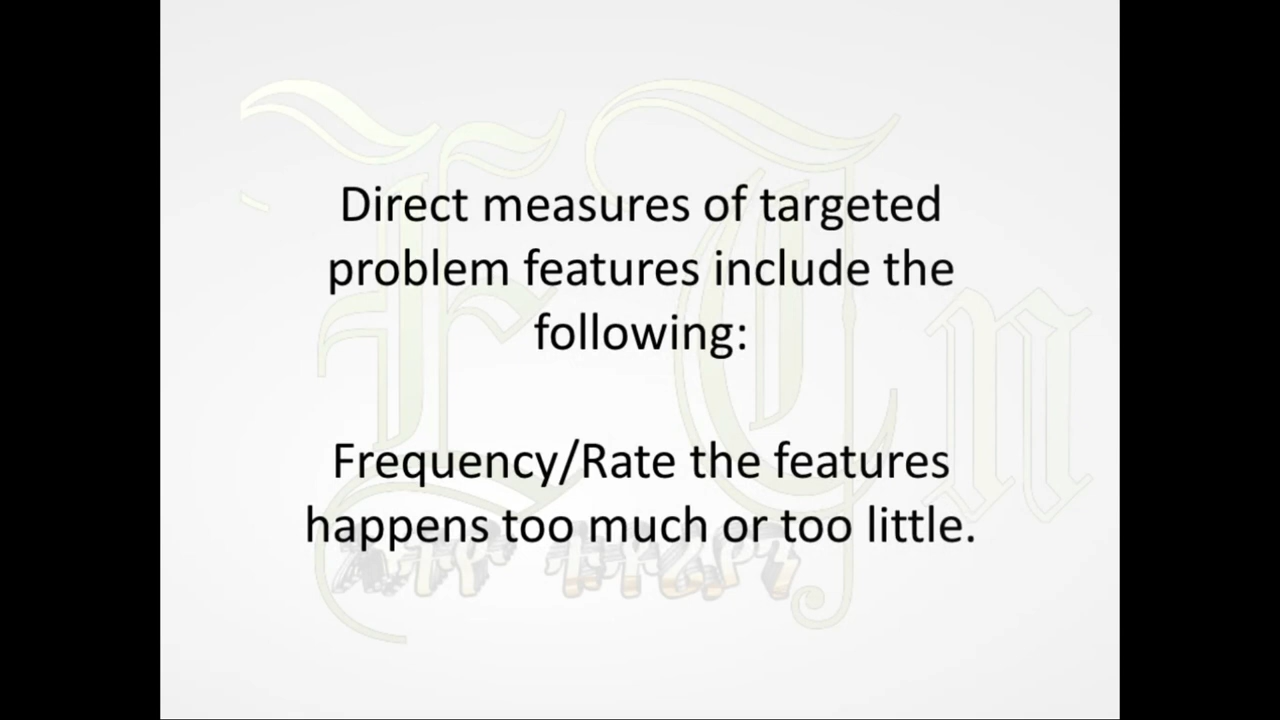 Direct measures of targeted
problem features include the
following:
Frequency/Rate the features
happens too much or too little.